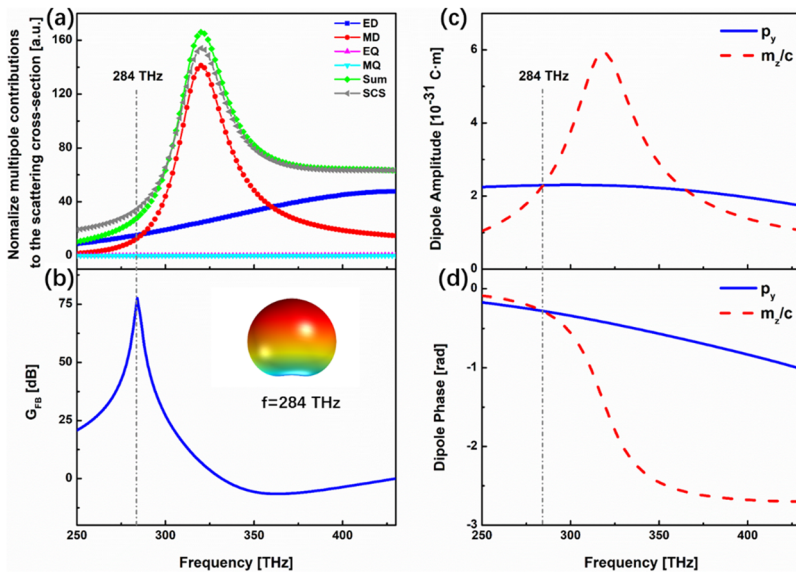 (a)
Nomalize multipole contributions
to the scattering cross-section [a.u.]
160
120
80
40
0
284 THz
ED
MD
EQ
MQ
Sum
SCS
(b)
G_FB [dB]
75
50
25
0
f=284 THz
250
300
350
400
Frequency [THz]
(c)
Dipole Amplitude [10⁻³¹ C·m]
6
4
2
0
284 THz
p_y
m_z/c
(d)
Dipole Phase [rad]
0
-1
-2
-3
p_y
m_z/c
250
300
350
400
Frequency [THz]